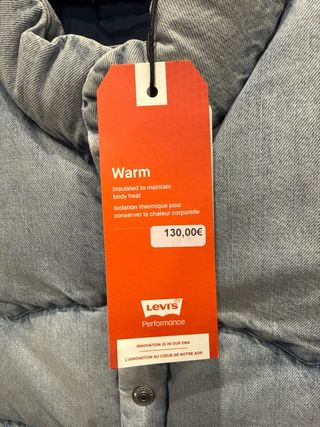 Warm
Insulated to maintain
body heat
Isolation thermique pour
conserver la chaleur corporelle
130,00€
Levi's
Performance
INNOVATION IS IN OUR DNA
L'INNOVATION AU CŒUR DE NOTRE ADN